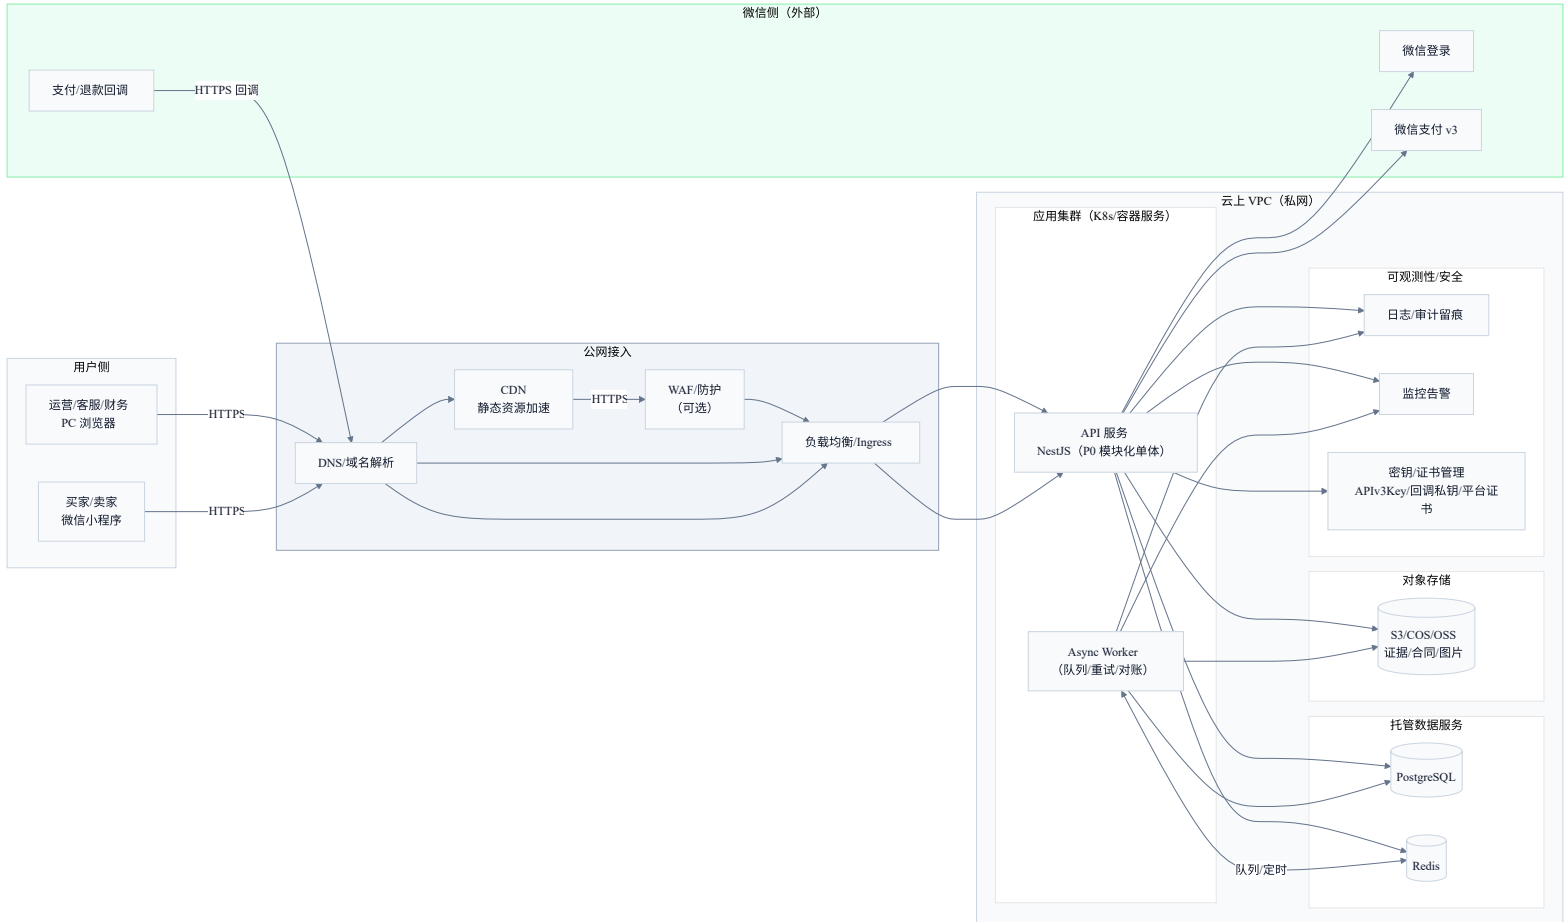 微信侧（外部）
支付/退款回调
HTTPS 回调
微信登录
微信支付 v3
用户侧
运营/客服/财务
PC 浏览器
HTTPS
买家/卖家
微信小程序
HTTPS
公网接入
DNS/域名解析
CDN
静态资源加速
HTTPS
WAF/防护
（可选）
负载均衡/Ingress
云上 VPC（私网）
应用集群（K8s/容器服务）
API 服务
NestJS（P0 模块化单体）
Async Worker
（队列/重试/对账）
队列/定时
可观测性/安全
日志/审计留痕
监控告警
密钥/证书管理
APIv3Key/回调私钥/平台证
书
对象存储
S3/COS/OSS
证据/合同/图片
托管数据服务
PostgreSQL
Redis